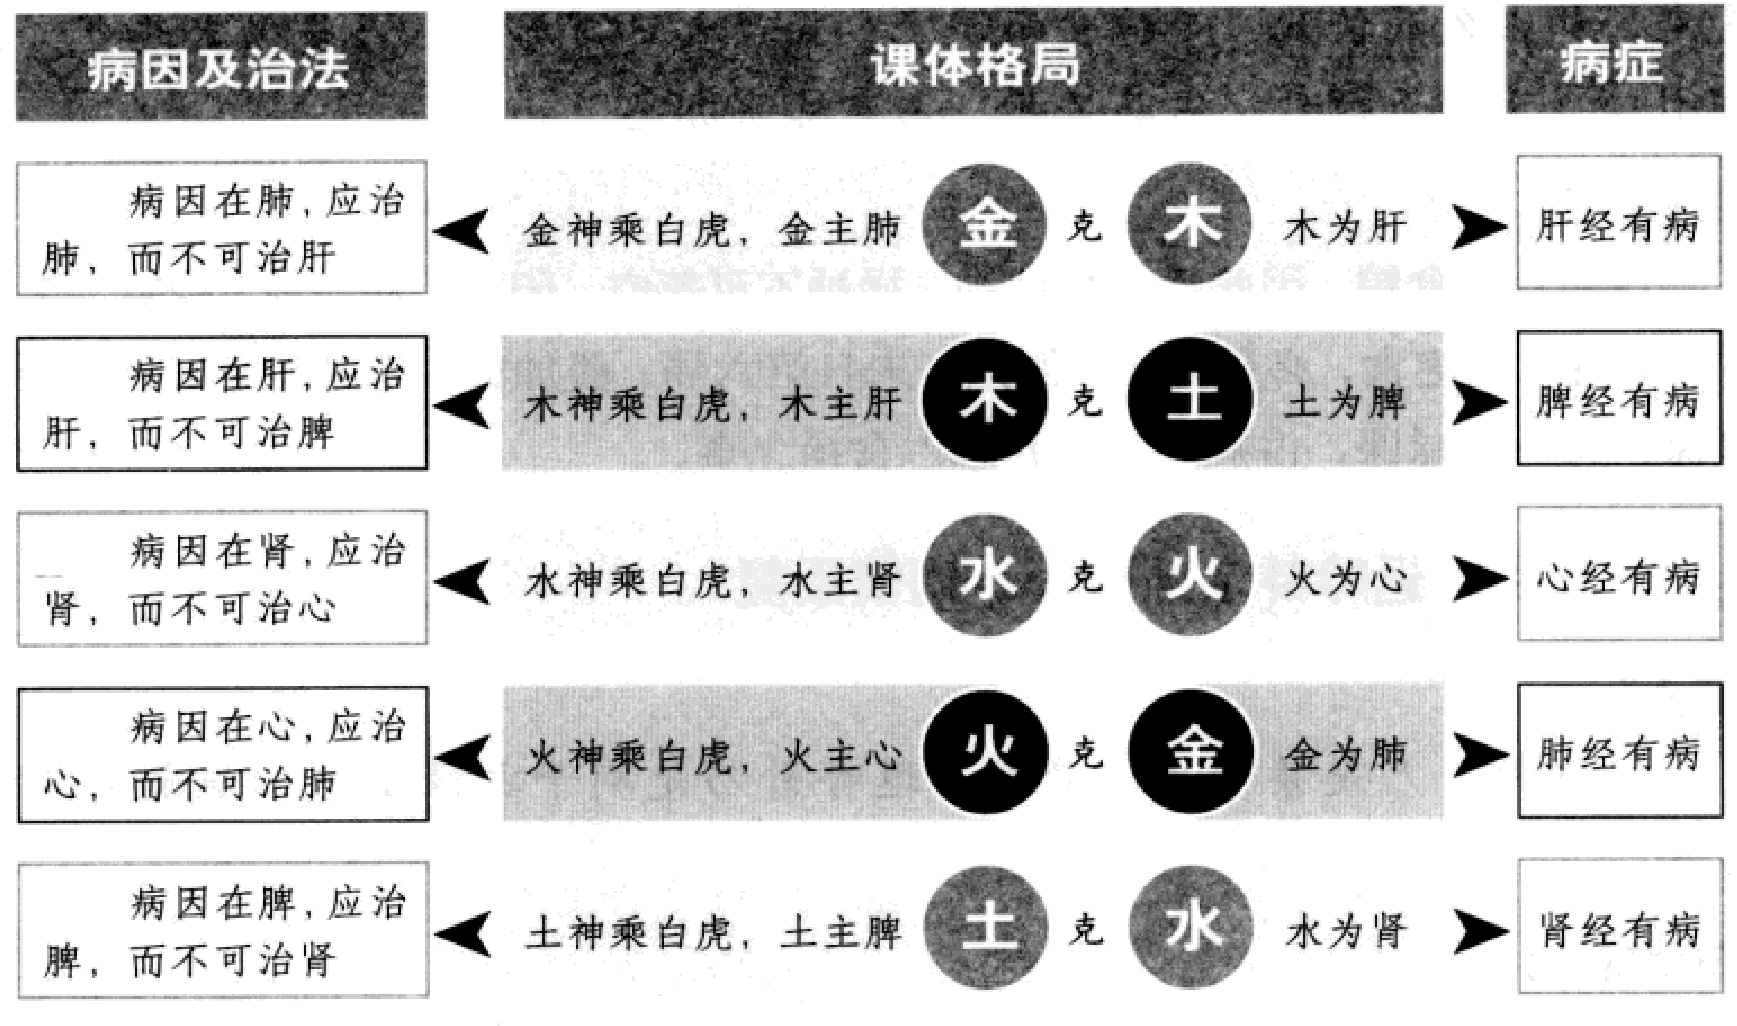 病因及治法 课体格局 病症
病因在肺，应治
肺，而不可治肝
金神乘白虎，金主肺 金 克 木 木为肝
肝经有病
病因在肝，应治
肝，而不可治脾
木神乘白虎，木主肝 木 克 土 土为脾
脾经有病
病因在肾，应治
肾，而不可治心
水神乘白虎，水主肾 水 克 火 火为心
心经有病
病因在心，应治
心，而不可治肺
火神乘白虎，火主心 火 克 金 金为肺
肺经有病
病因在脾，应治
脾，而不可治肾
土神乘白虎，土主脾 土 克 水 水为肾
肾经有病